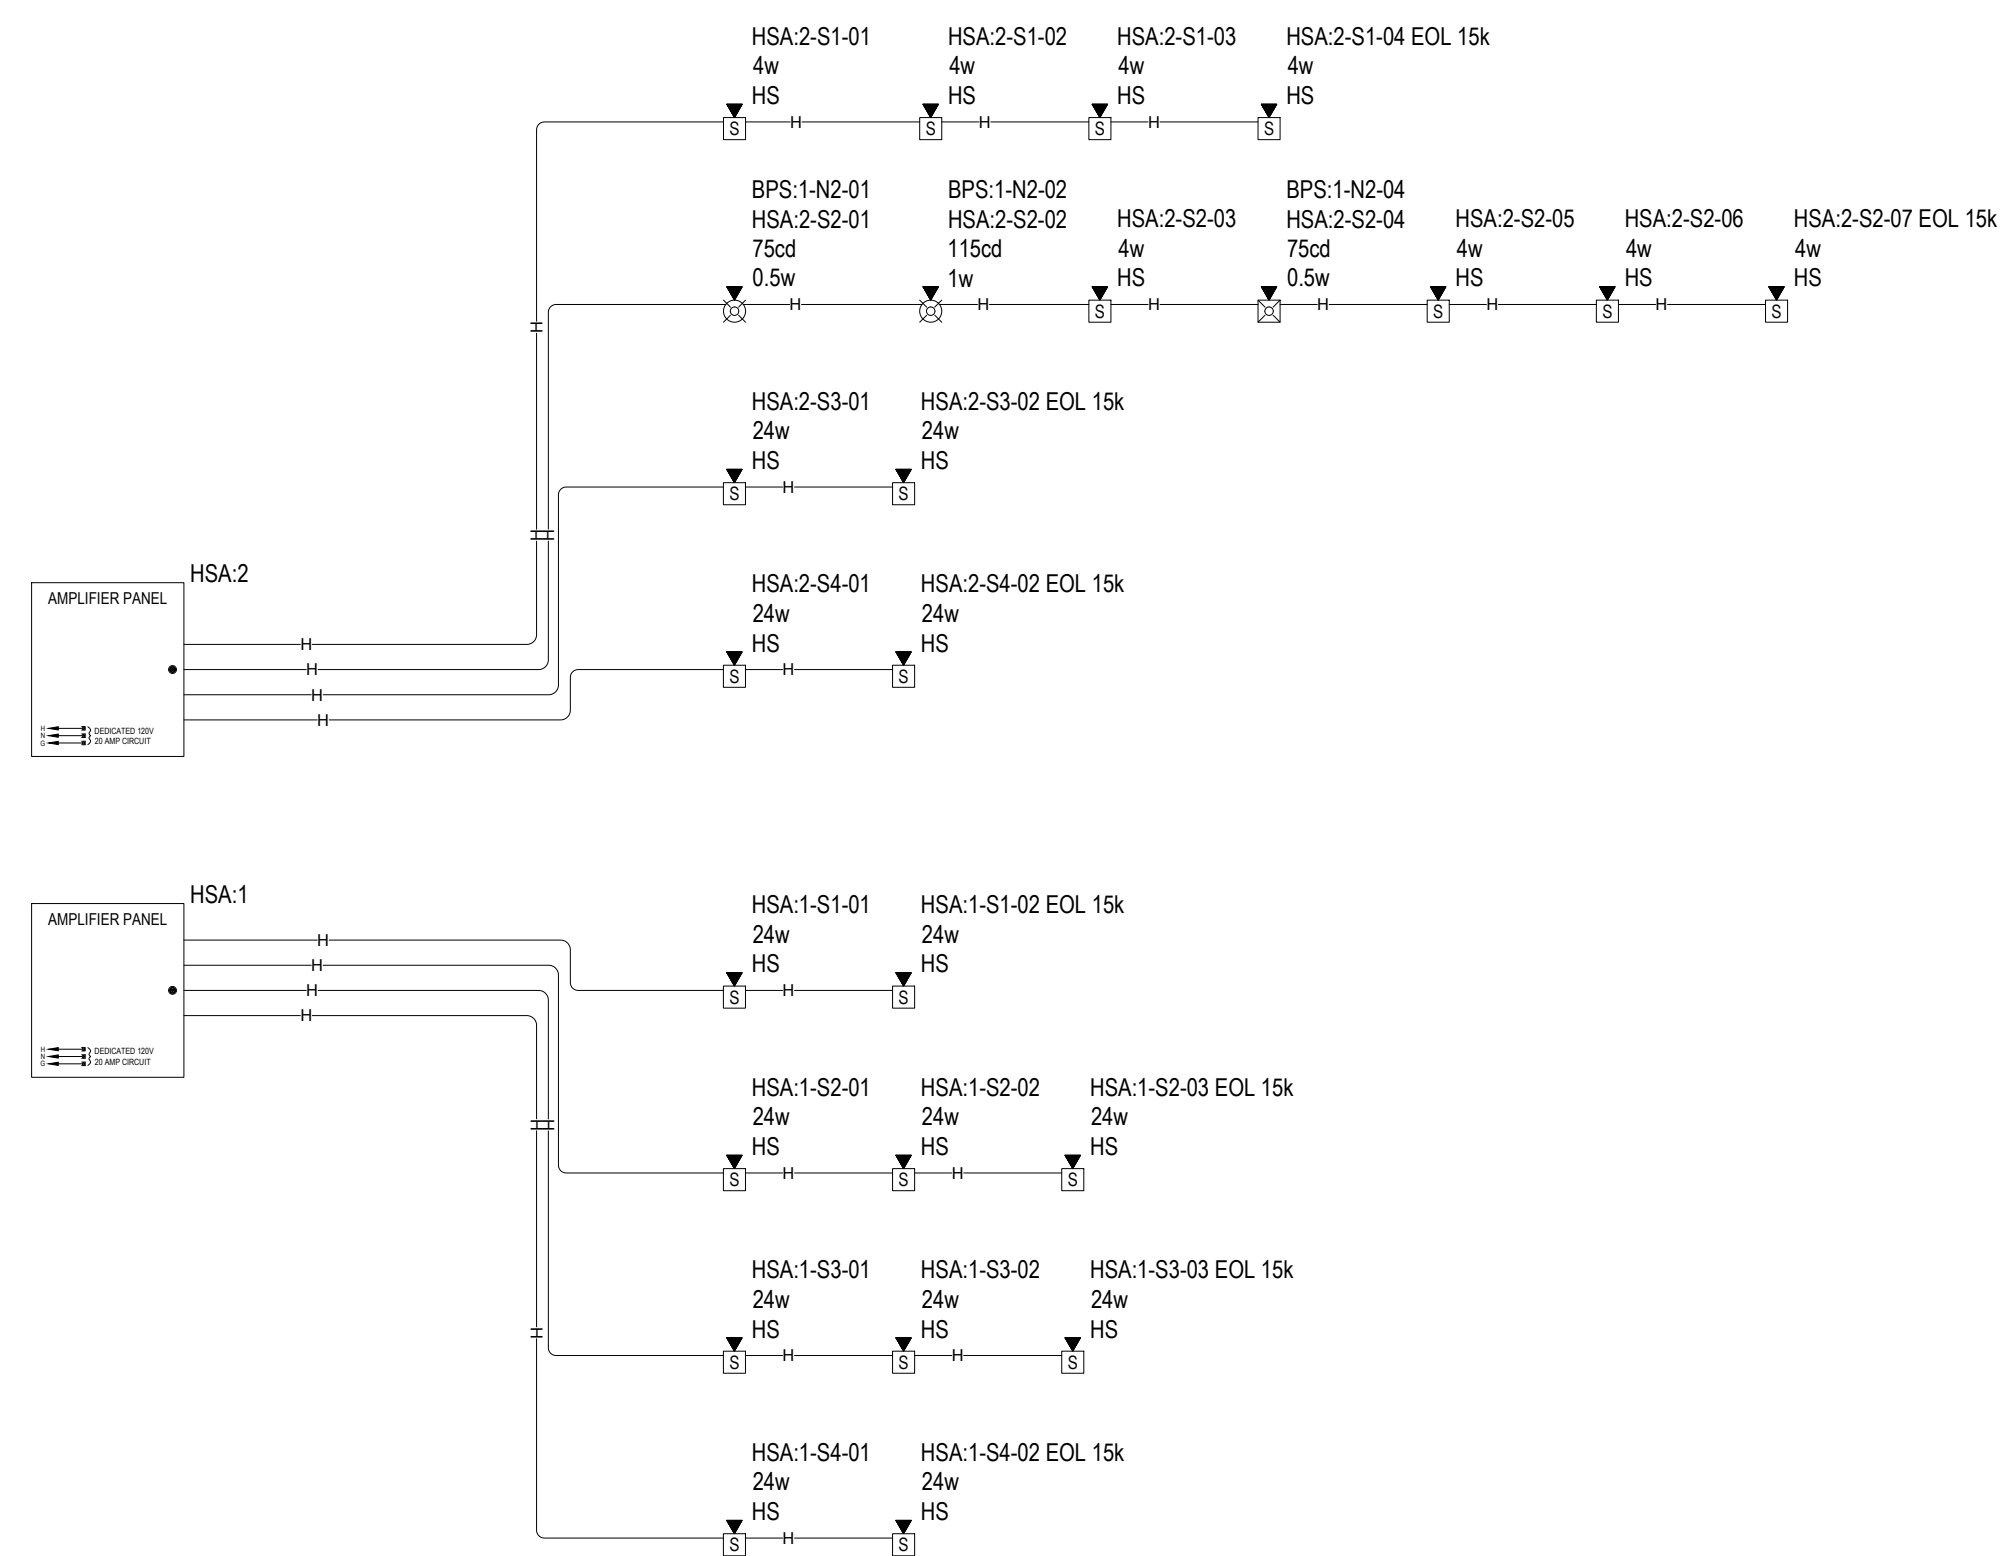 HSA:2-S1-01
4w
HS
HSA:2-S1-02
4w
HS
HSA:2-S1-03
4w
HS
HSA:2-S1-04 EOL 15k
4w
HS
S
H
S
H
S
H
S
BPS:1-N2-01
HSA:2-S2-01
75cd
0.5w
BPS:1-N2-02
HSA:2-S2-02
115cd
1w
HSA:2-S2-03
4w
HS
BPS:1-N2-04
HSA:2-S2-04
75cd
0.5w
HSA:2-S2-05
4w
HS
HSA:2-S2-06
4w
HS
HSA:2-S2-07 EOL 15k
4w
HS
H
H
S
H
H
S
H
S
H
S
H
HSA:2-S3-01
24w
HS
HSA:2-S3-02 EOL 15k
24w
HS
S
H
S
H
H
HSA:2-S4-01
24w
HS
HSA:2-S4-02 EOL 15k
24w
HS
S
H
S
HSA:2
AMPLIFIER PANEL
H
H
H
H
H
N
G
DEDICATED 120V
20 AMP CIRCUIT
HSA:1
AMPLIFIER PANEL
H
H
H
H
H
N
G
DEDICATED 120V
20 AMP CIRCUIT
HSA:1-S1-01
24w
HS
HSA:1-S1-02 EOL 15k
24w
HS
S
H
S
HSA:1-S2-01
24w
HS
HSA:1-S2-02
24w
HS
HSA:1-S2-03 EOL 15k
24w
HS
H
H
S
H
S
H
S
HSA:1-S3-01
24w
HS
HSA:1-S3-02
24w
HS
HSA:1-S3-03 EOL 15k
24w
HS
H
S
H
S
H
S
HSA:1-S4-01
24w
HS
HSA:1-S4-02 EOL 15k
24w
HS
S
H
S